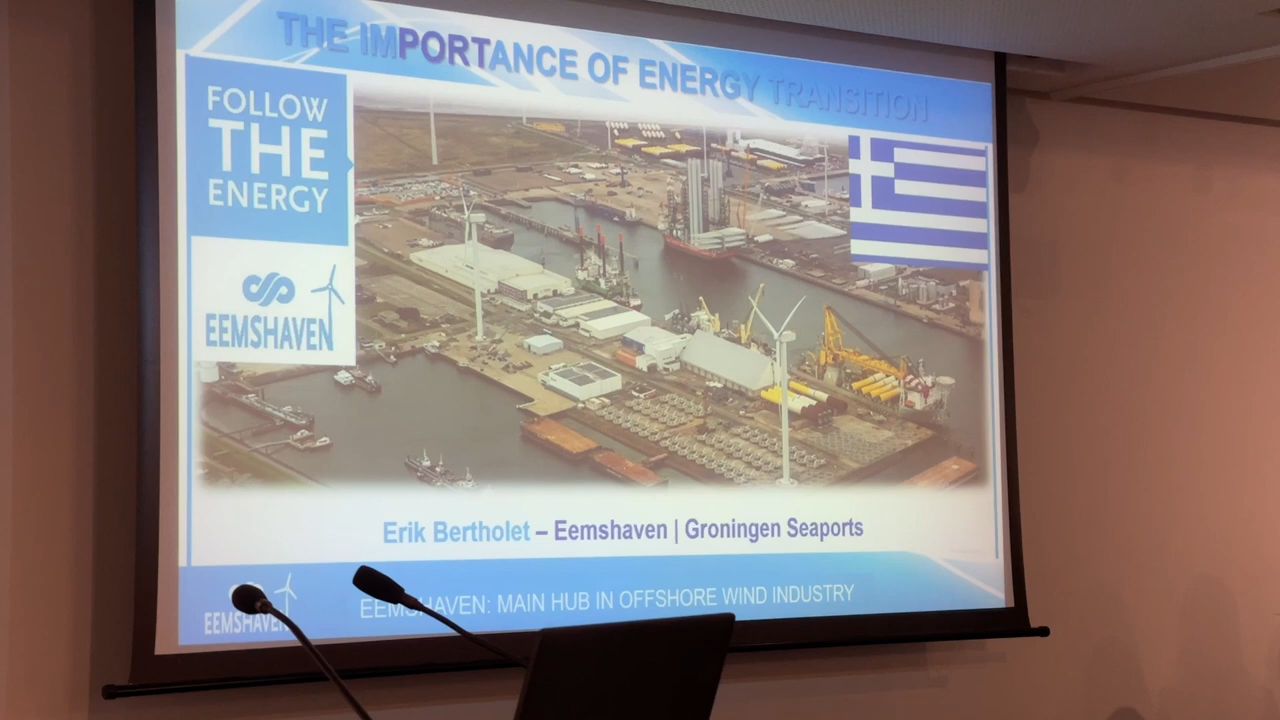 THE IMPORTANCE OF ENERGY TRANSITION
FOLLOW
THE
ENERGY
EEMSHAVEN
Erik Bertholet – Eemshaven | Groningen Seaports
EEMSHAVEN: MAIN HUB IN OFFSHORE WIND INDUSTRY
EEMSHAVEN